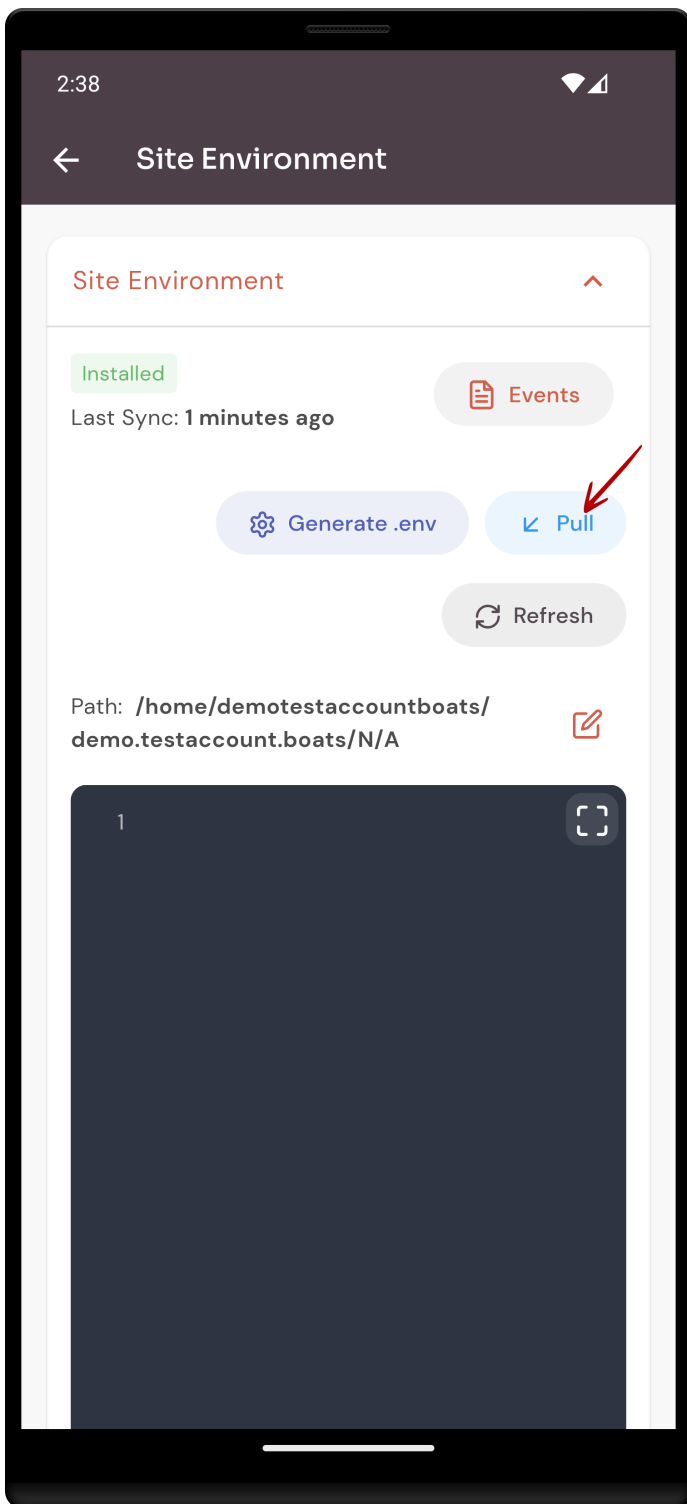 2:38
Site Environment
Site Environment
Installed
Last Sync: 1 minutes ago
Events
Generate .env
Pull
Refresh
Path: /home/demotestaccountboats/
demo.testaccount.boats/N/A
1